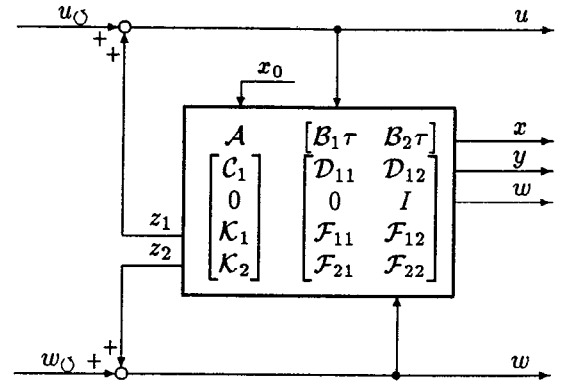 u↺ + + u
x₀
𝒜 [ℬ₁τ ℬ₂τ] x
[𝒞₁ [𝒟₁₁ 𝒟₁₂] y
0 0 I w
z₁ 𝒦₁ ℱ₁₁ ℱ₁₂
z₂ 𝒦₂] ℱ₂₁ ℱ₂₂]
w↺ + + w